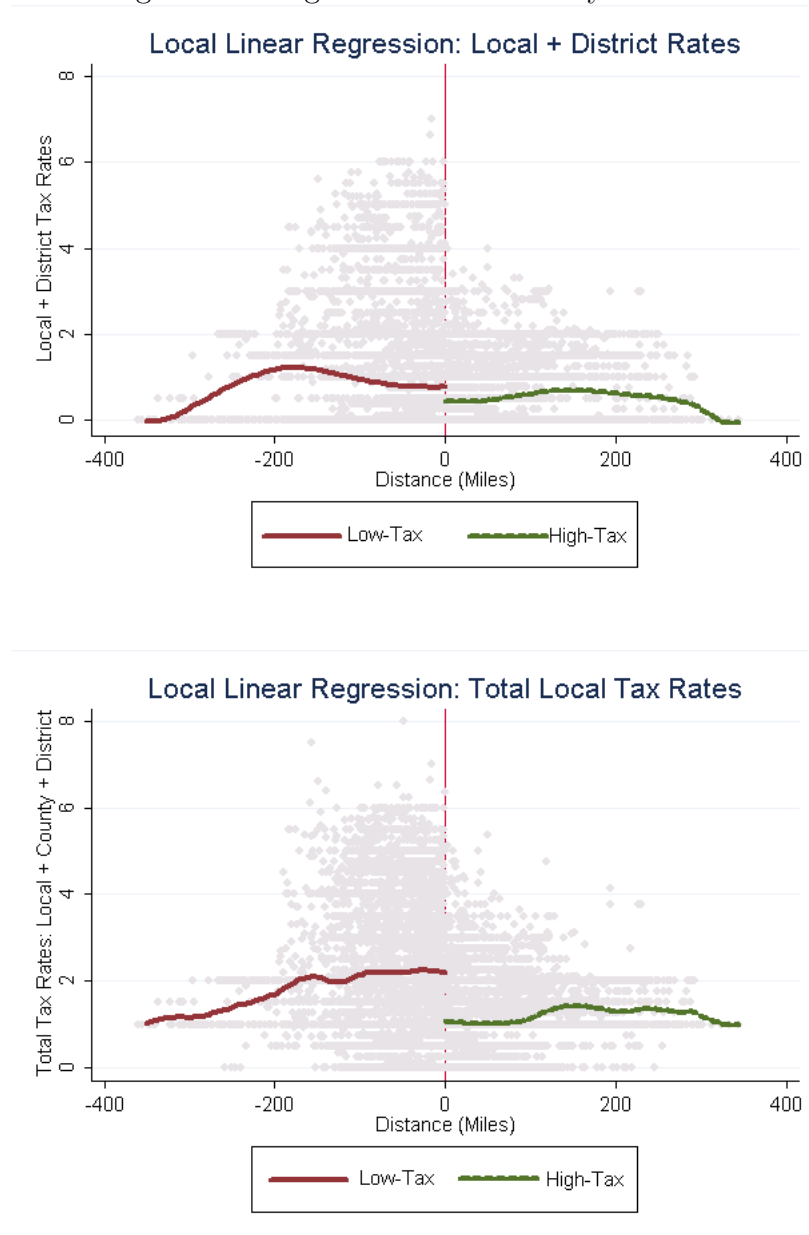 Local Linear Regression: Local + District Rates
Local + District Tax Rates
8
6
4
2
0
-400 -200 0 200 400
Distance (Miles)
Low-Tax High-Tax
Local Linear Regression: Total Local Tax Rates
Total Tax Rates: Local + County + District
8
6
4
2
0
-400 -200 0 200 400
Distance (Miles)
Low-Tax High-Tax